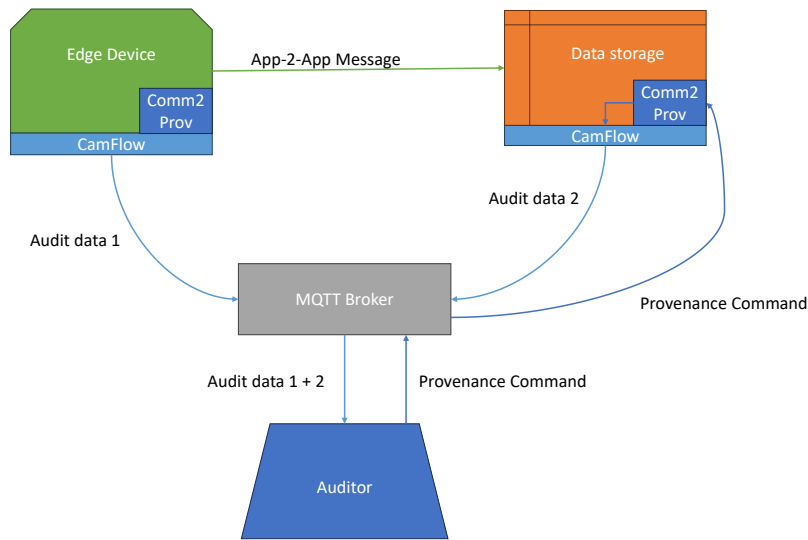 Edge Device
App-2-App Message
Data storage
Comm2
Prov
Comm2
Prov
CamFlow
CamFlow
Audit data 1
Audit data 2
MQTT Broker
Provenance Command
Audit data 1 + 2
Provenance Command
Auditor